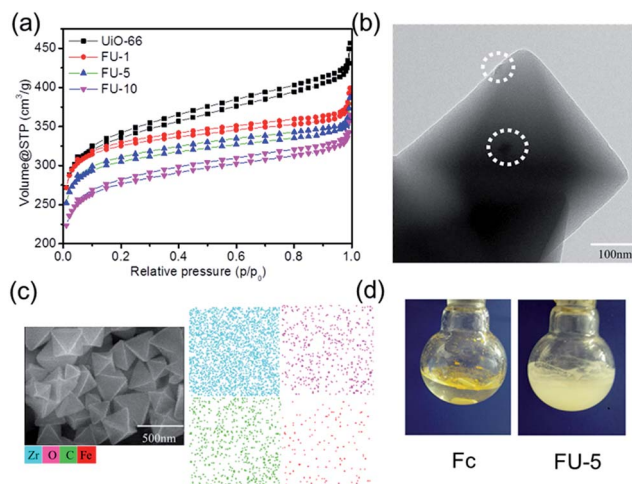 (a)
450
400
350
300
250
200
Volume@STP (cm³/g)
UiO-66
FU-1
FU-5
FU-10
0.0 0.2 0.4 0.6 0.8 1.0
Relative pressure (p/p₀)
(b)
100nm
(c)
500nm
Zr O C Fe
(d)
Fc FU-5